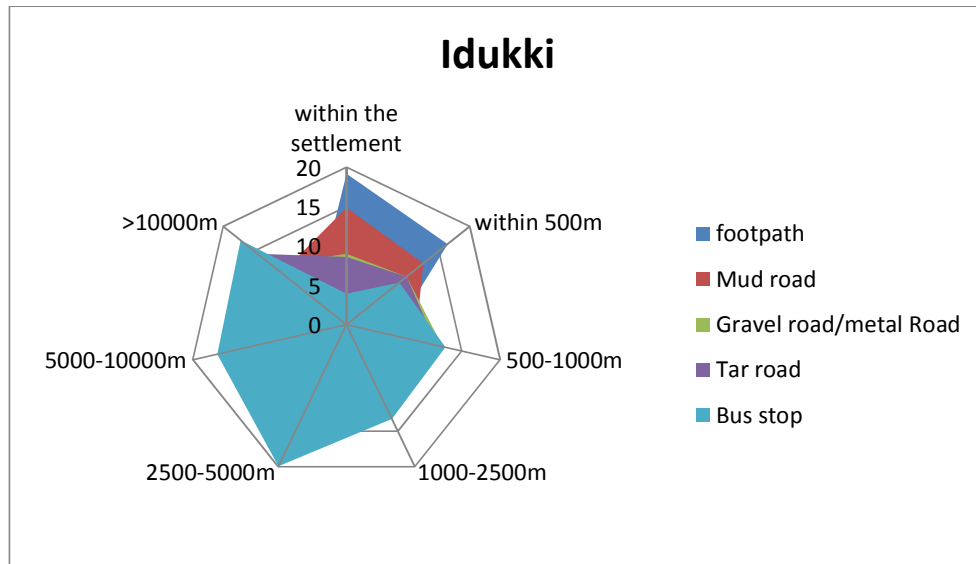 Idukki
within the
settlement
20
15
10
5
0
within 500m
500-1000m
1000-2500m
2500-5000m
5000-10000m
>10000m
footpath
Mud road
Gravel road/metal Road
Tar road
Bus stop